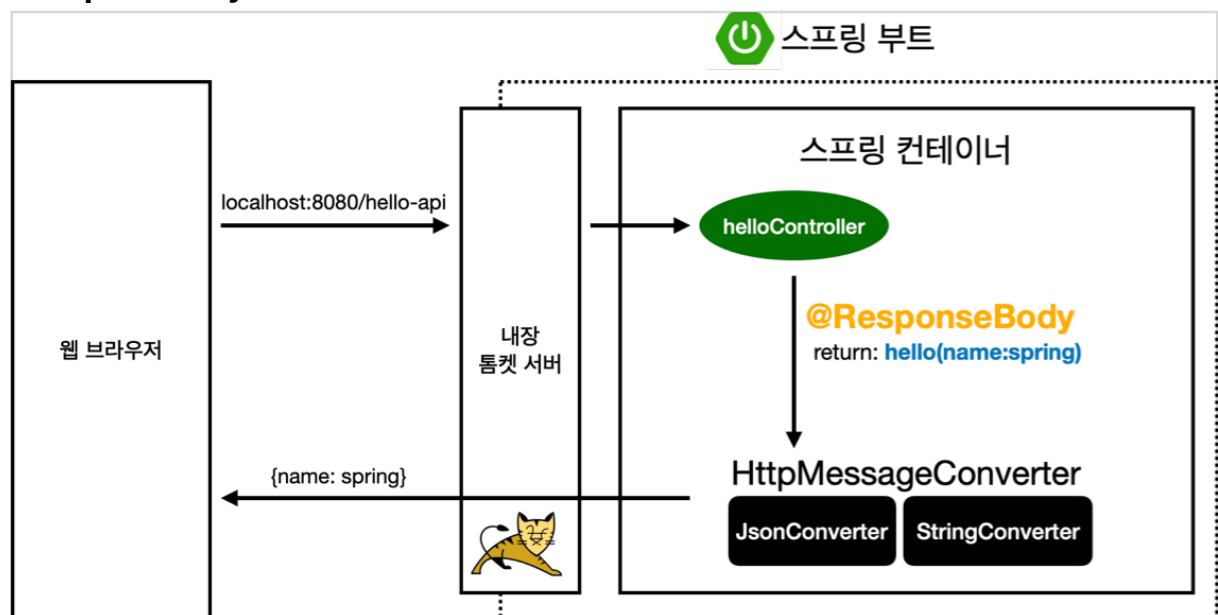 스프링 부트
스프링 컨테이너
localhost:8080/hello-api
helloController
@ResponseBody
return: hello(name:spring)
웹 브라우저
내장
톰켓 서버
{name: spring}
HttpMessageConverter
JsonConverter
StringConverter